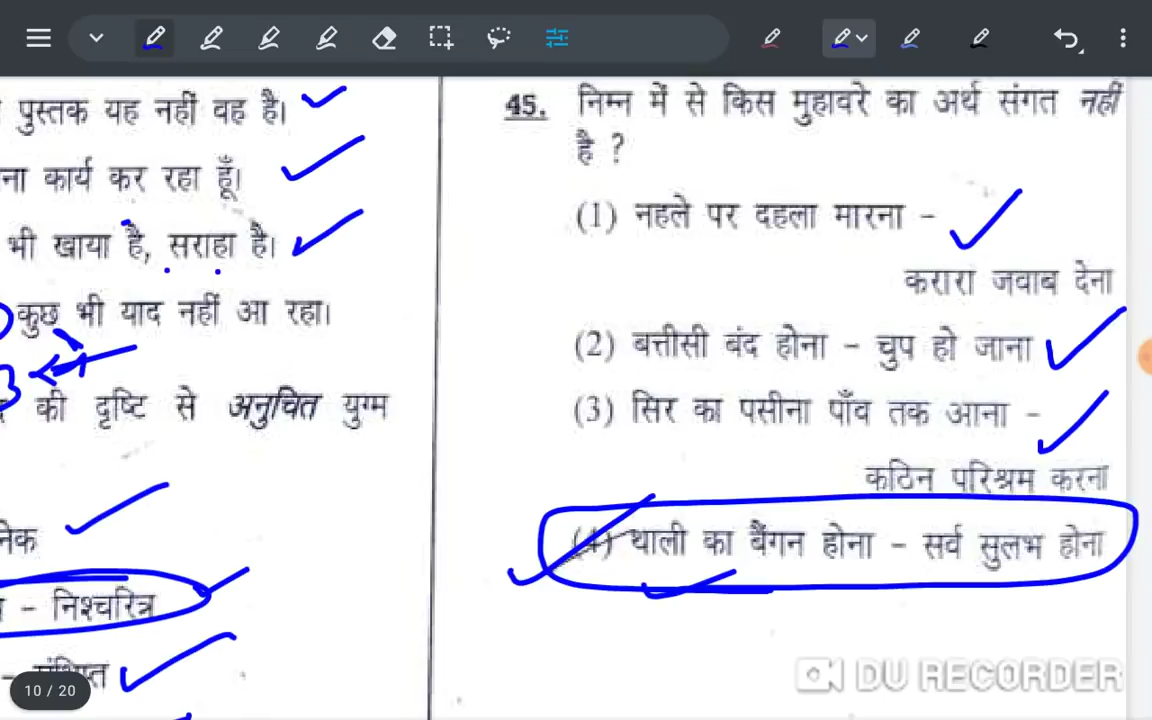 पुस्तक यह नहीं वह है।
ना कार्य कर रहा हूँ।
भी खाया है, सराहा है।
कुछ भी याद नहीं आ रहा।
की दृष्टि से अनुचित युग्म
नेक
- निश्चरित्र
45. निम्न में से किस मुहावरे का अर्थ संगत नहीं
है ?
(1) नहले पर दहला मारना -
करारा जवाब देना
(2) बत्तीसी बंद होना - चुप हो जाना
(3) सिर का पसीना पाँव तक आना -
कठिन परिश्रम करना
(4) थाली का बैंगन होना - सर्व सुलभ होना
10 / 20
DU RECORDER